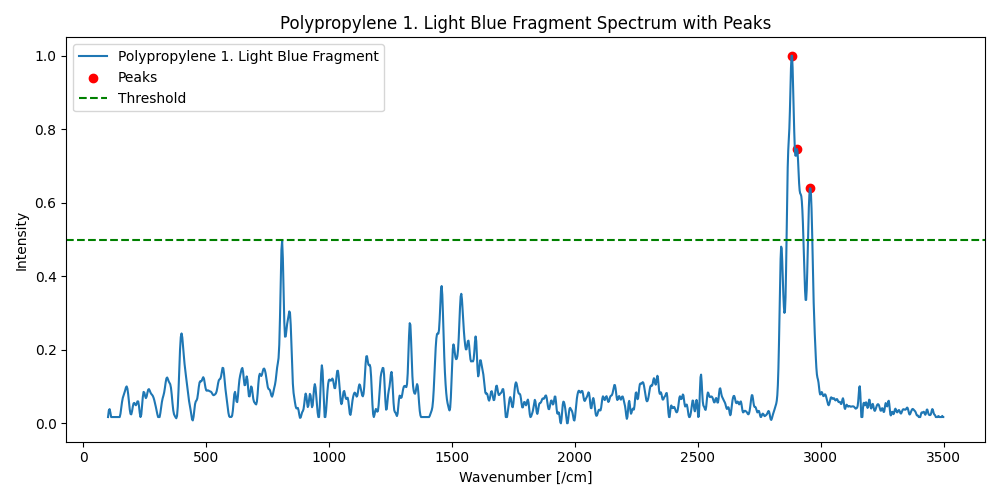 Polypropylene 1. Light Blue Fragment Spectrum with Peaks
Polypropylene 1. Light Blue Fragment
Peaks
Threshold
1.0
0.8
0.6
0.4
0.2
0.0
Intensity
0 500 1000 1500 2000 2500 3000 3500
Wavenumber [/cm]